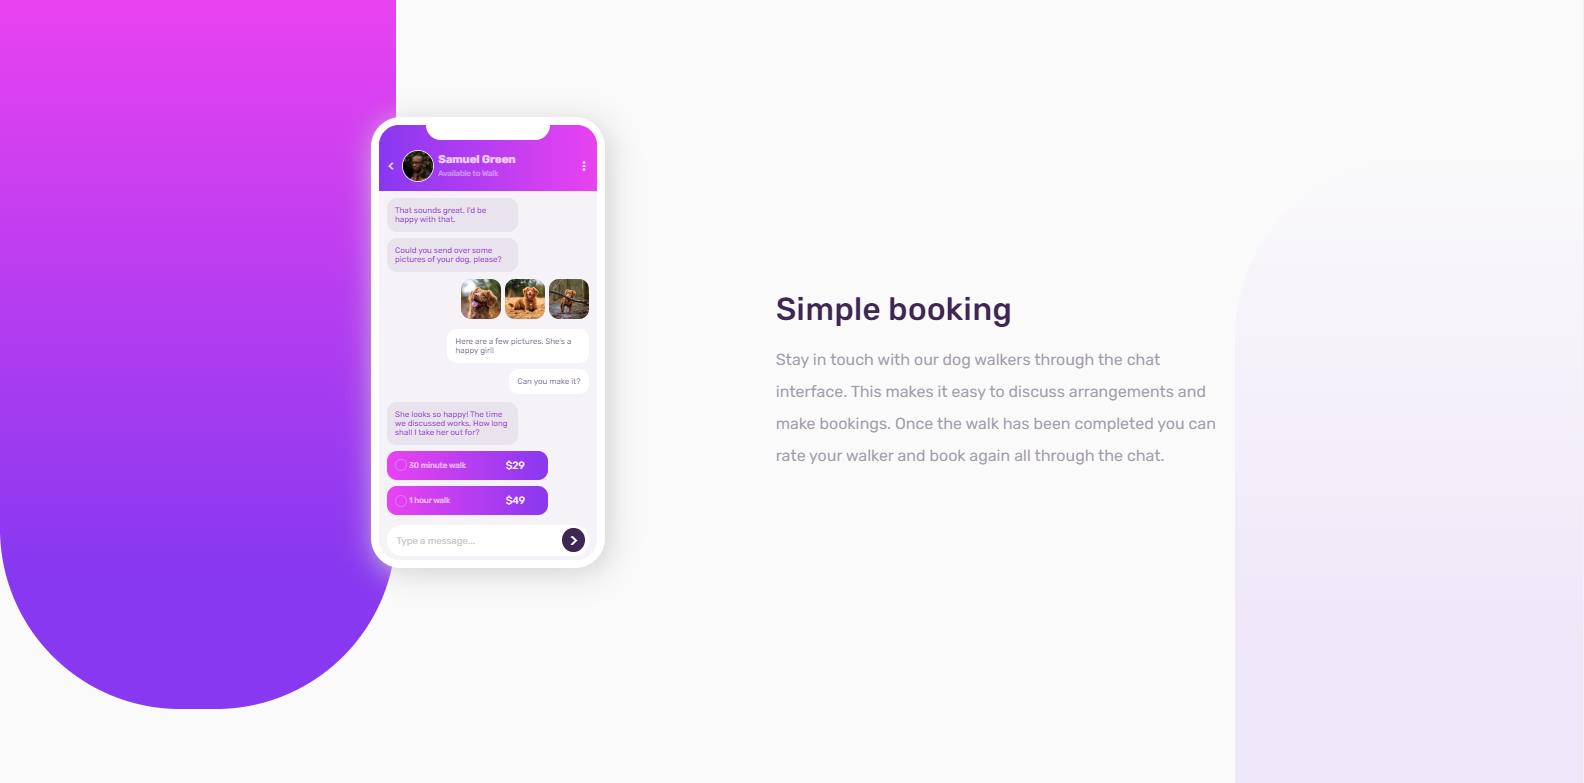 Samuel Green
Available to Walk
That sounds great. I'd be
happy with that.
Could you send over some
pictures of your dog, please?
Here are a few pictures. She's a
happy girl!
Can you make it?
She looks so happy! The time
we discussed works. How long
shall I take her out for?
30 minute walk $29
1 hour walk $49
Type a message...
Simple booking
Stay in touch with our dog walkers through the chat
interface. This makes it easy to discuss arrangements and
make bookings. Once the walk has been completed you can
rate your walker and book again all through the chat.